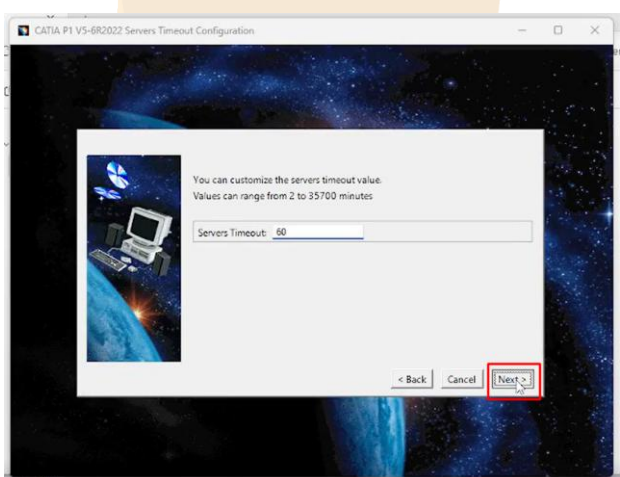 CATIA P1 V5-6R2022 Servers Timeout Configuration
You can customize the servers timeout value.
Values can range from 2 to 35700 minutes
Servers Timeout: 60
< Back Cancel Next >